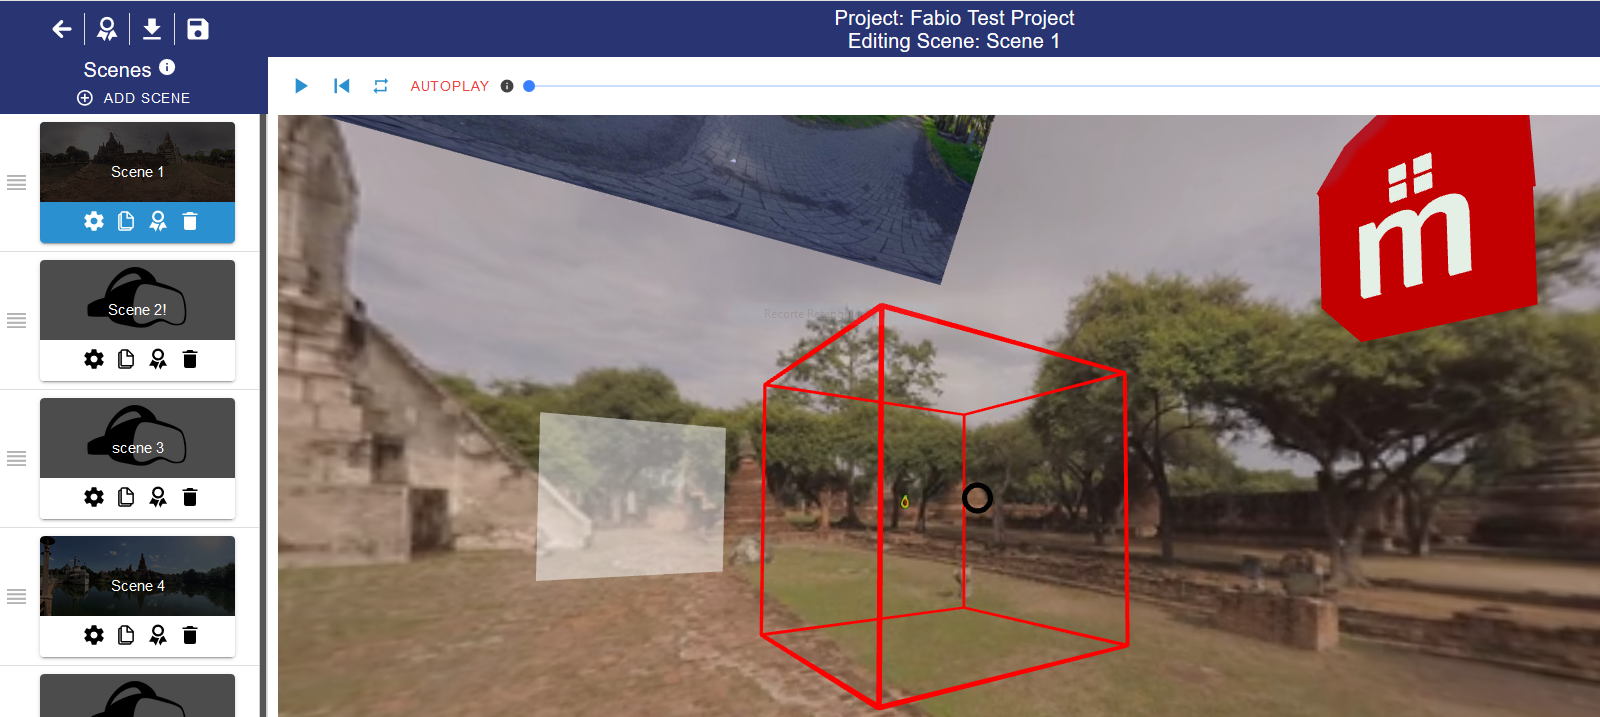 Project: Fabio Test Project
Editing Scene: Scene 1
Scenes
ADD SCENE
AUTOPLAY
Scene 1
Scene 2!
scene 3
Scene 4
Recorte
m